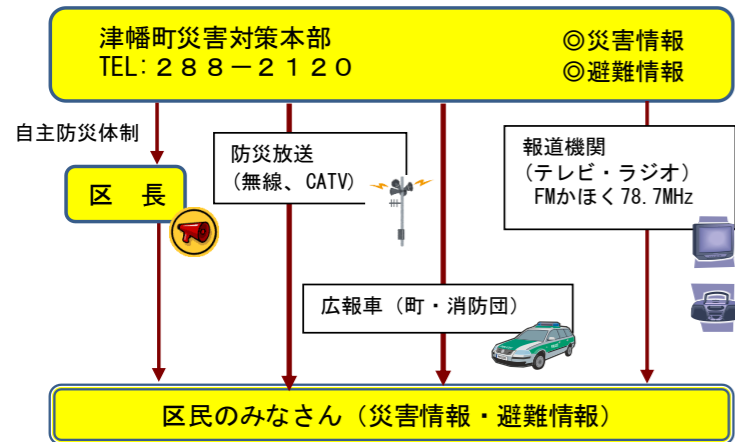 津幡町災害対策本部
TEL:２８８－２１２０
◎災害情報
◎避難情報
自主防災体制
区　長
防災放送
(無線、CATV)
報道機関
(テレビ・ラジオ)
FMかほく78.7MHz
広報車（町・消防団）
区民のみなさん（災害情報・避難情報）